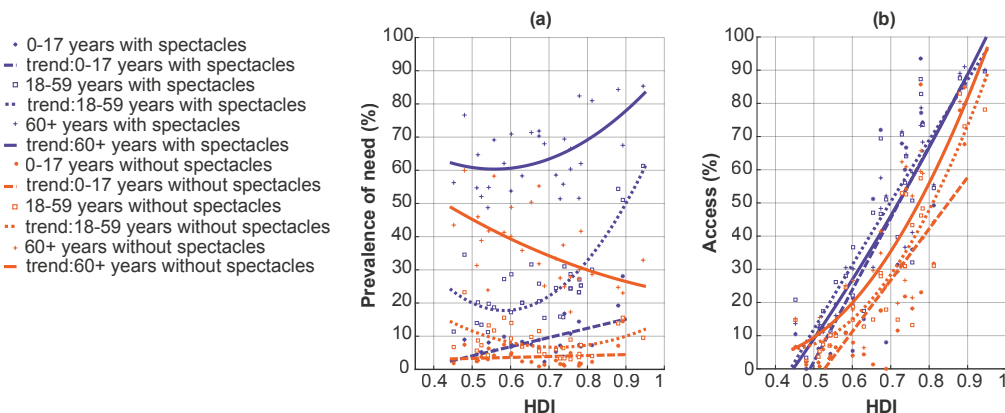 0-17 years with spectacles
trend:0-17 years with spectacles
18-59 years with spectacles
trend:18-59 years with spectacles
60+ years with spectacles
trend:60+ years with spectacles
0-17 years without spectacles
trend:0-17 years without spectacles
18-59 years without spectacles
trend:18-59 years without spectacles
60+ years without spectacles
trend:60+ years without spectacles
(a)
Prevalence of need (%)
100
90
80
70
60
50
40
30
20
10
0
0.4 0.5 0.6 0.7 0.8 0.9 1
HDI
(b)
Access (%)
100
90
80
70
60
50
40
30
20
10
0
0.4 0.5 0.6 0.7 0.8 0.9 1
HDI